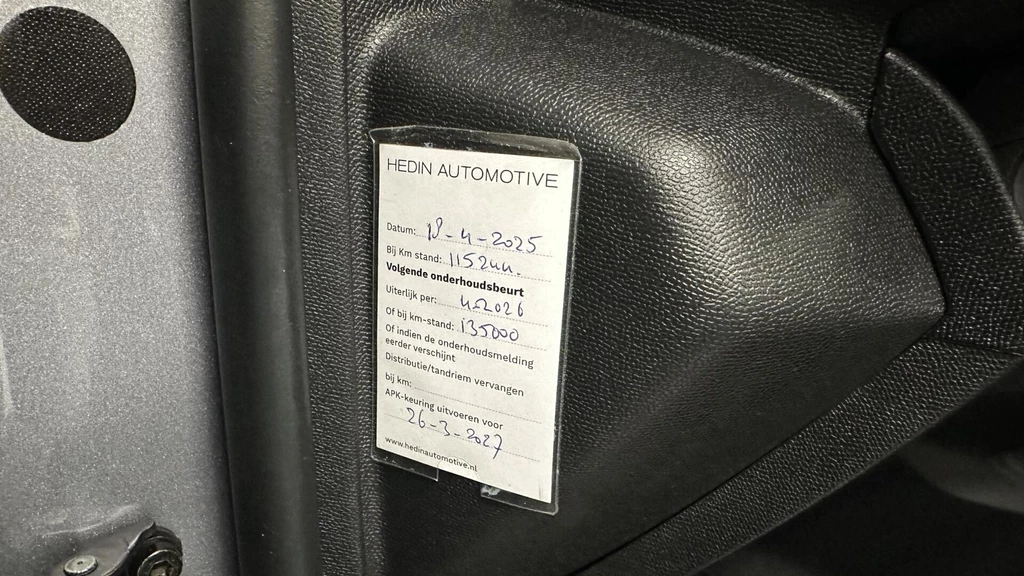 HEDIN AUTOMOTIVE
Datum: 18-4-2025
Bij Km stand: 115244.
Volgende onderhoudsbeurt
Uiterlijk per: 4-2026
Of bij km-stand: 135000
Of indien de onderhoudsmelding
eerder verschijnt
Distributie/tandriem vervangen
bij km:
APK-keuring uitvoeren voor
26-3-2027
www.hedinautomotive.nl